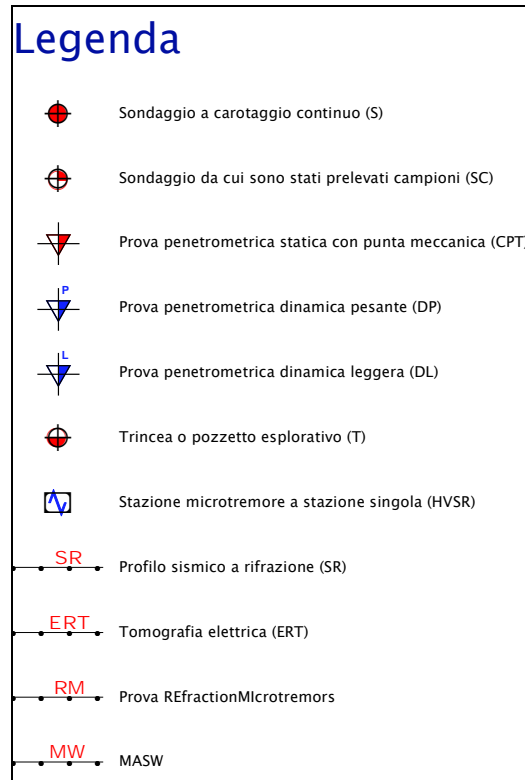 Legenda
Sondaggio a carotaggio continuo (S)
Sondaggio da cui sono stati prelevati campioni (SC)
Prova penetrometrica statica con punta meccanica (CPT)
P
Prova penetrometrica dinamica pesante (DP)
L
Prova penetrometrica dinamica leggera (DL)
Trincea o pozzetto esplorativo (T)
Stazione microtremore a stazione singola (HVSR)
SR
Profilo sismico a rifrazione (SR)
ERT
Tomografia elettrica (ERT)
RM
Prova REfractionMIcrotremors
MW
MASW